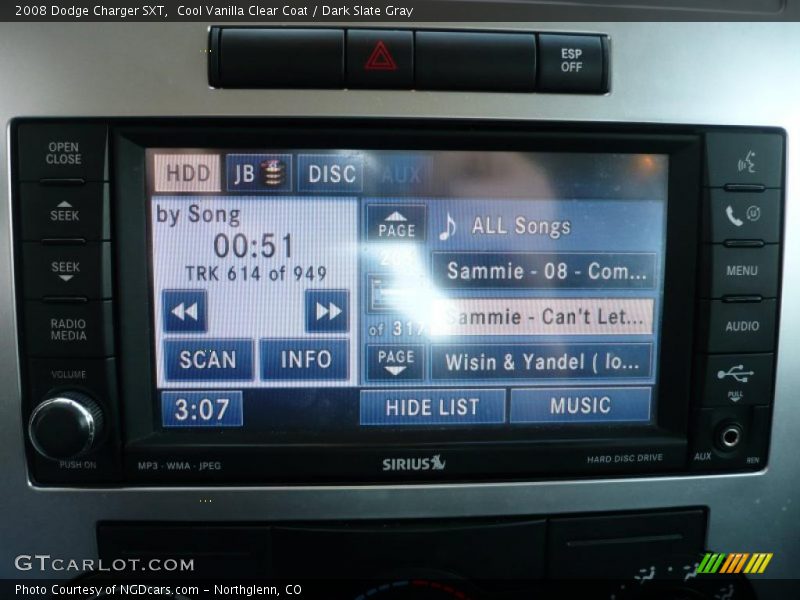 2008 Dodge Charger SXT,  Cool Vanilla Clear Coat / Dark Slate Gray
ESP
OFF
OPEN
CLOSE
SEEK
SEEK
RADIO
MEDIA
VOLUME
PUSH ON
HDD
JB
DISC
AUX
by Song
00:51
TRK 614 of 949
SCAN
INFO
3:07
PAGE
of 317
PAGE
ALL Songs
Sammie - 08 - Com...
Sammie - Can't Let...
Wisin & Yandel ( lo...
HIDE LIST
MUSIC
MENU
AUDIO
PULL
AUX
MP3 - WMA - JPEG
SIRIUS
HARD DISC DRIVE
GTCARLOT.COM
Photo Courtesy of NGDcars.com - Northglenn, CO